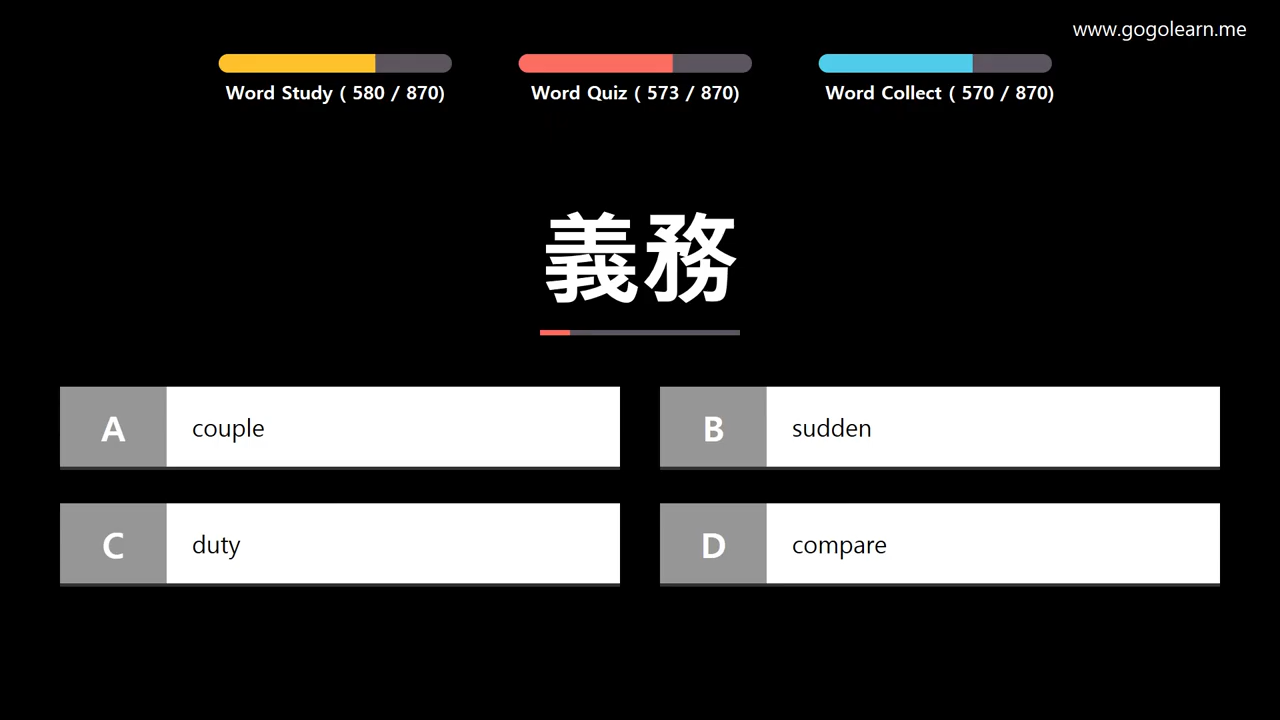 www.gogolearn.me
Word Study ( 580 / 870)
Word Quiz ( 573 / 870)
Word Collect ( 570 / 870)
義務
A couple
B sudden
C duty
D compare